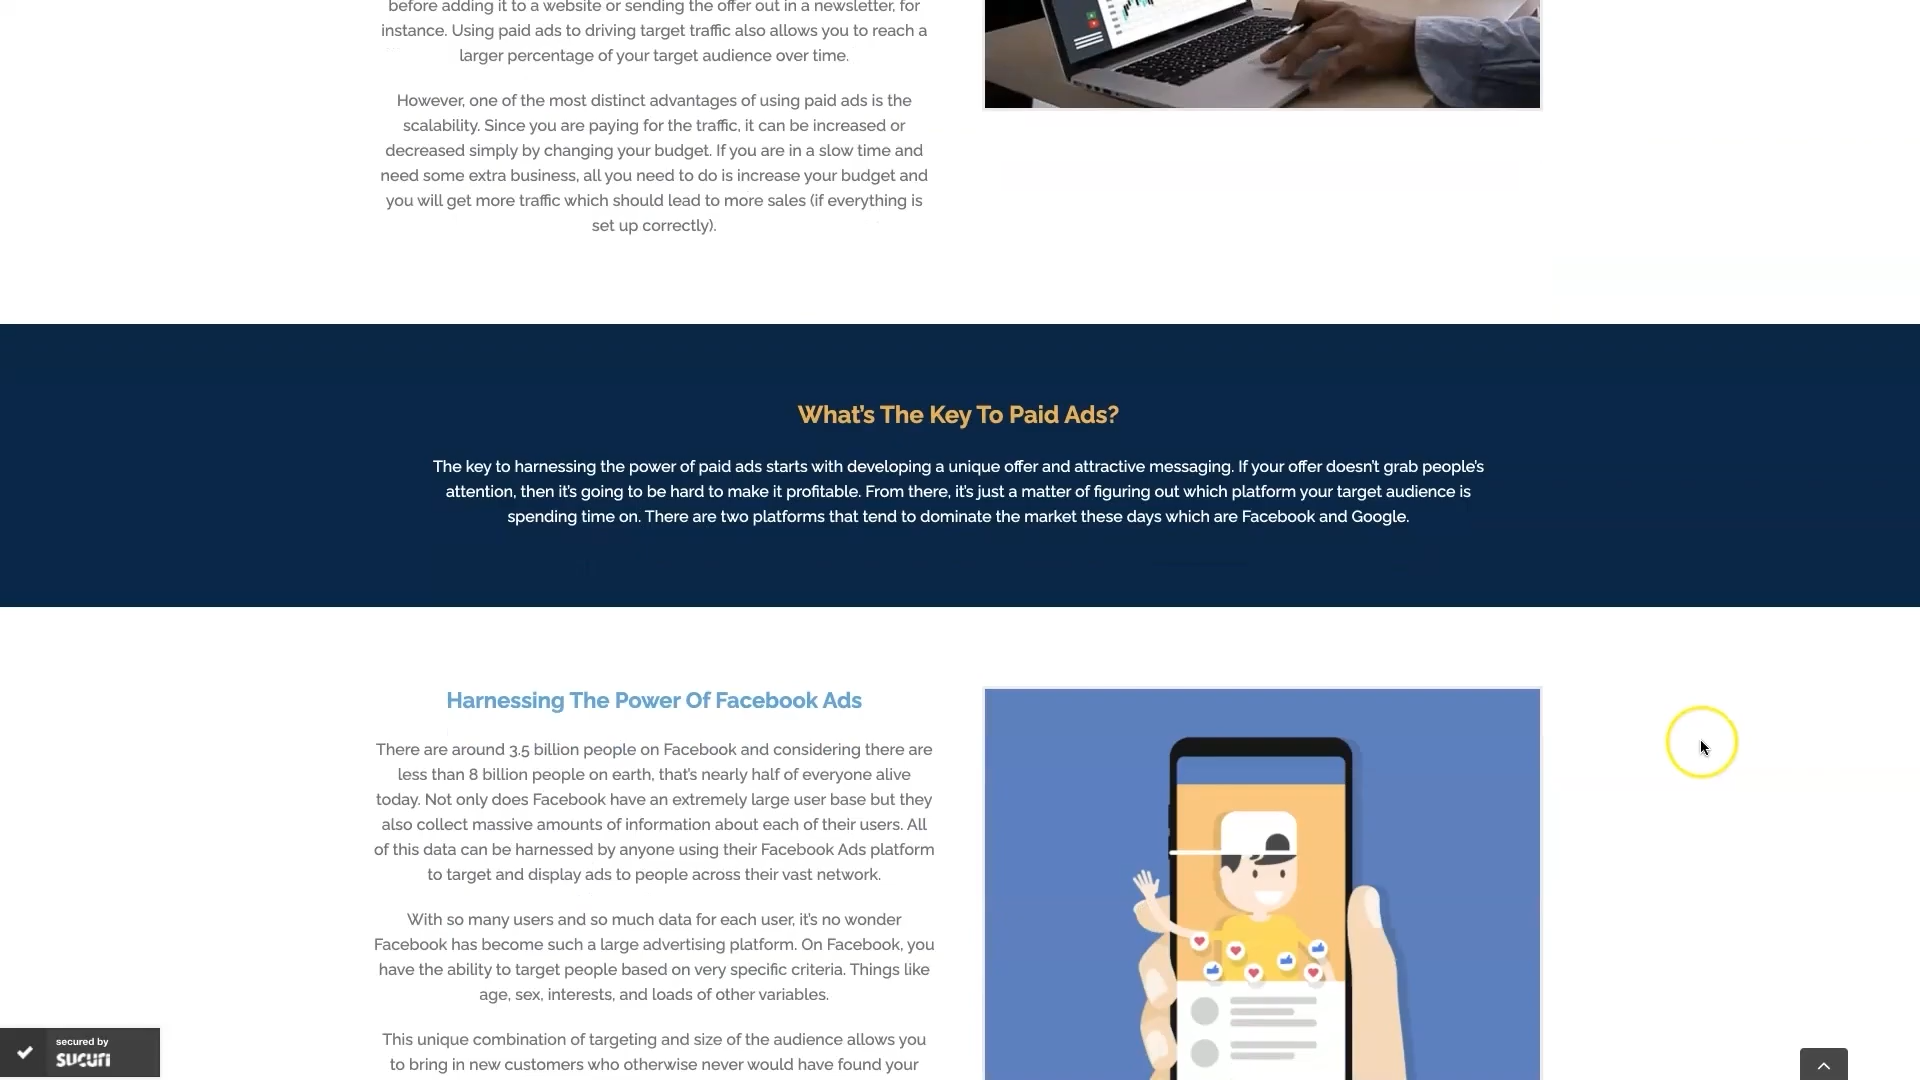 before adding it to a website or sending the offer out in a newsletter, for
instance. Using paid ads to driving target traffic also allows you to reach a
larger percentage of your target audience over time.
However, one of the most distinct advantages of using paid ads is the
scalability. Since you are paying for the traffic, it can be increased or
decreased simply by changing your budget. If you are in a slow time and
need some extra business, all you need to do is increase your budget and
you will get more traffic which should lead to more sales (if everything is
set up correctly).
What's The Key To Paid Ads?
The key to harnessing the power of paid ads starts with developing a unique offer and attractive messaging. If your offer doesn't grab people's
attention, then it's going to be hard to make it profitable. From there, it's just a matter of figuring out which platform your target audience is
spending time on. There are two platforms that tend to dominate the market these days which are Facebook and Google.
Harnessing The Power Of Facebook Ads
There are around 3.5 billion people on Facebook and considering there are
less than 8 billion people on earth, that's nearly half of everyone alive
today. Not only does Facebook have an extremely large user base but they
also collect massive amounts of information about each of their users. All
of this data can be harnessed by anyone using their Facebook Ads platform
to target and display ads to people across their vast network.
With so many users and so much data for each user, it's no wonder
Facebook has become such a large advertising platform. On Facebook, you
have the ability to target people based on very specific criteria. Things like
age, sex, interests, and loads of other variables.
This unique combination of targeting and size of the audience allows you
to bring in new customers who otherwise never would have found your
secured by
sucuri